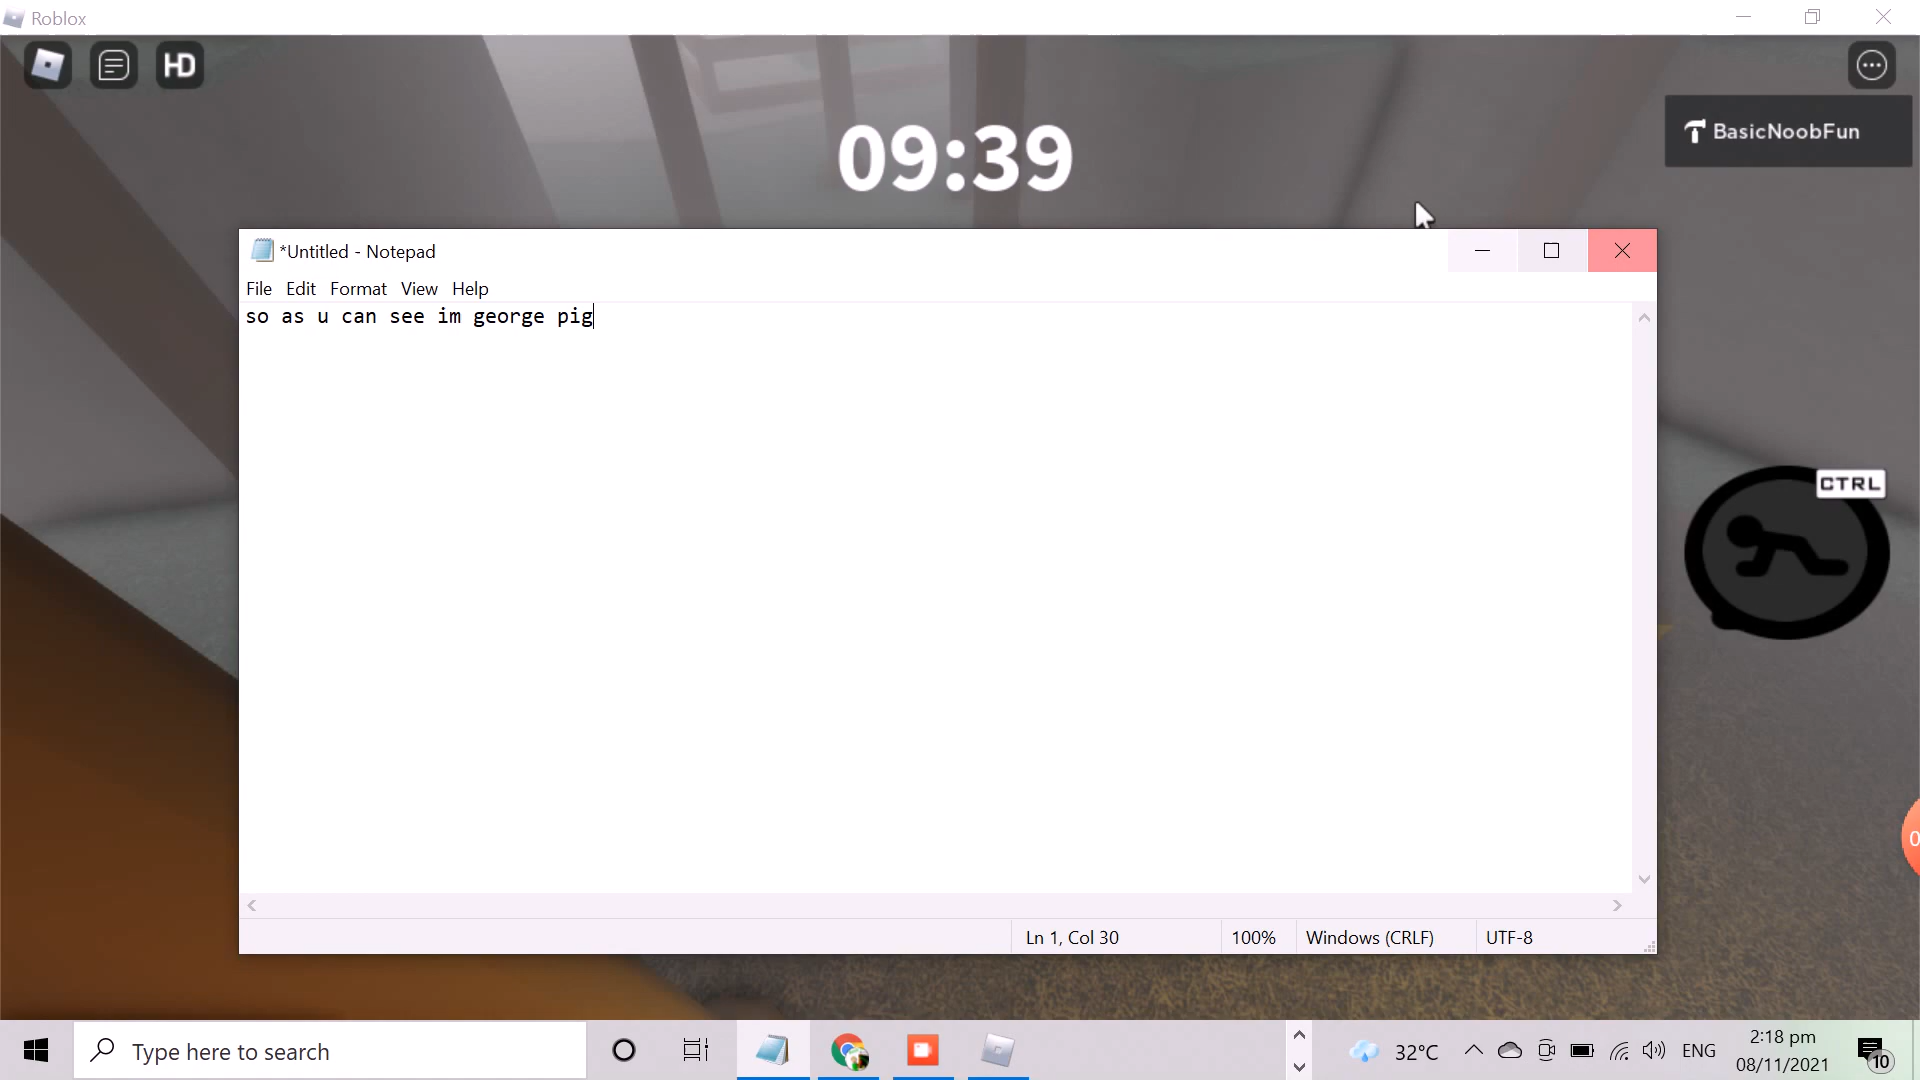 Roblox
HD
09:39
BasicNoobFun
*Untitled - Notepad
File Edit Format View Help
so as u can see im george pig
CTRL
0
Ln 1, Col 30 100% Windows (CRLF) UTF-8
Type here to search
32°C
ENG
2:18 pm
08/11/2021
10